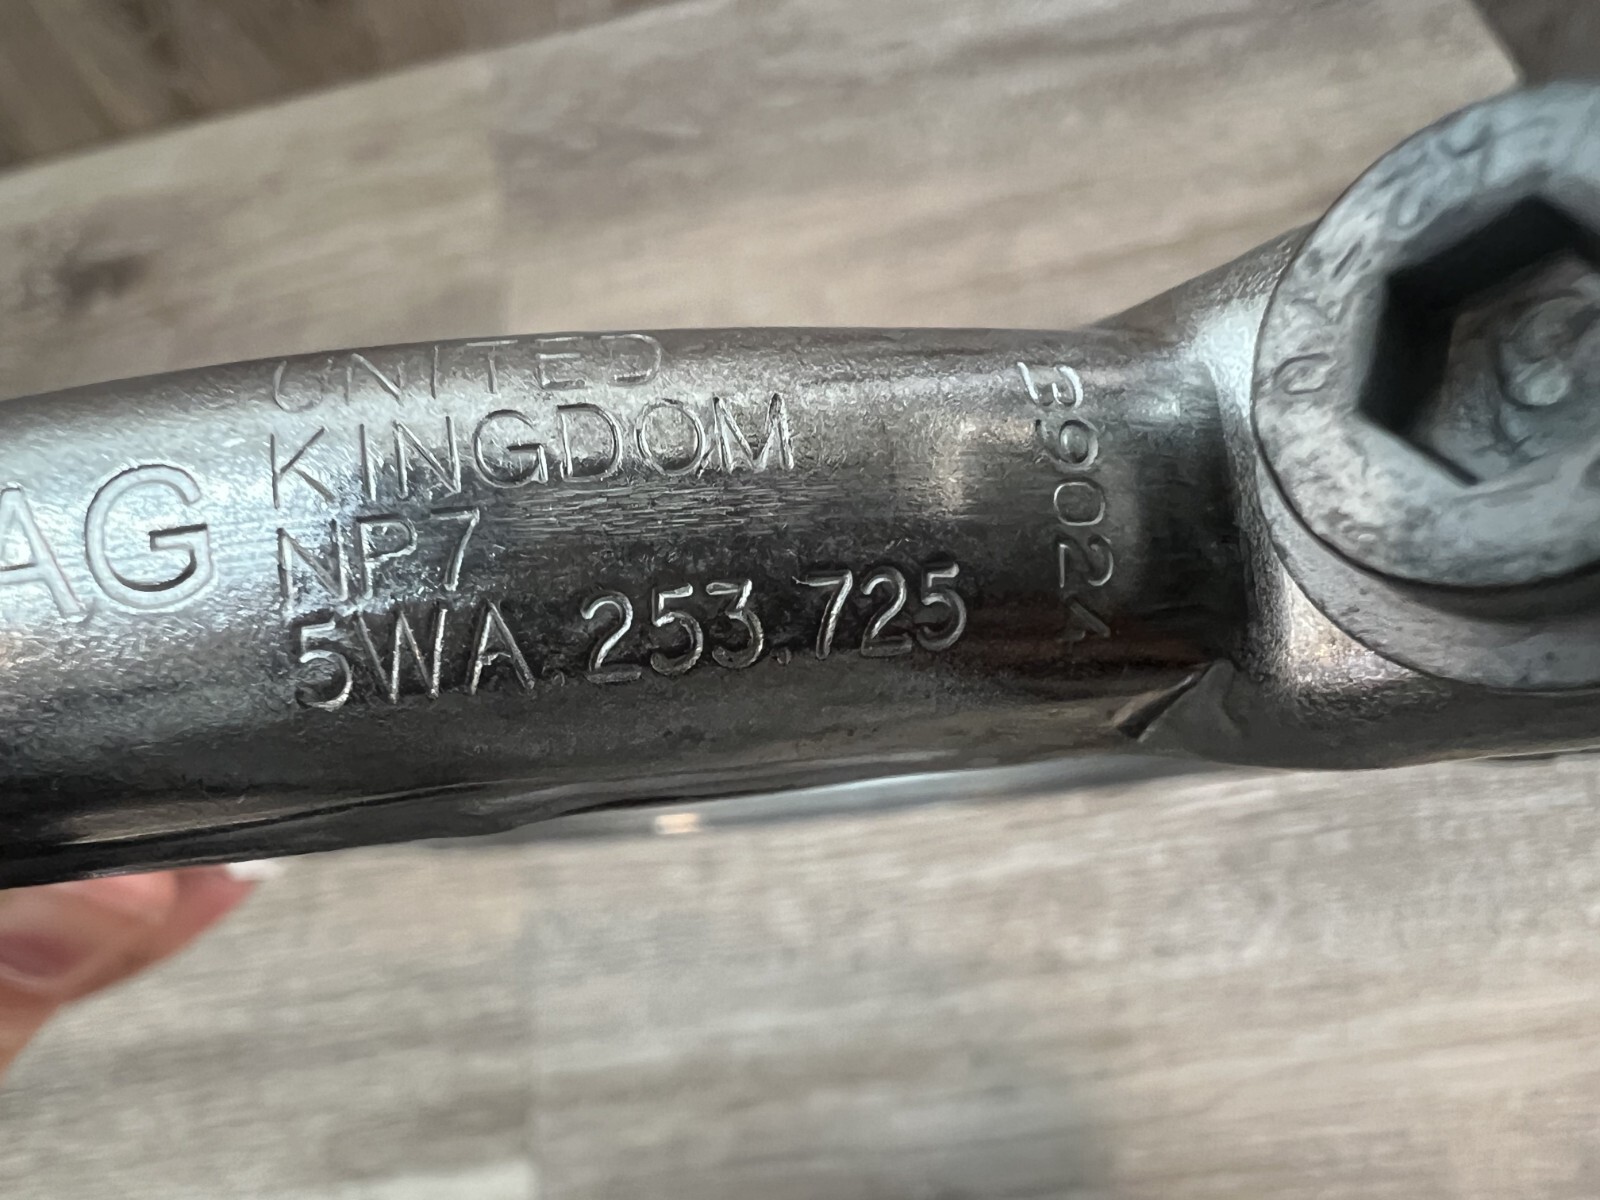 AG
UNITED
KINGDOM
NP7
5WA.253.725
39024